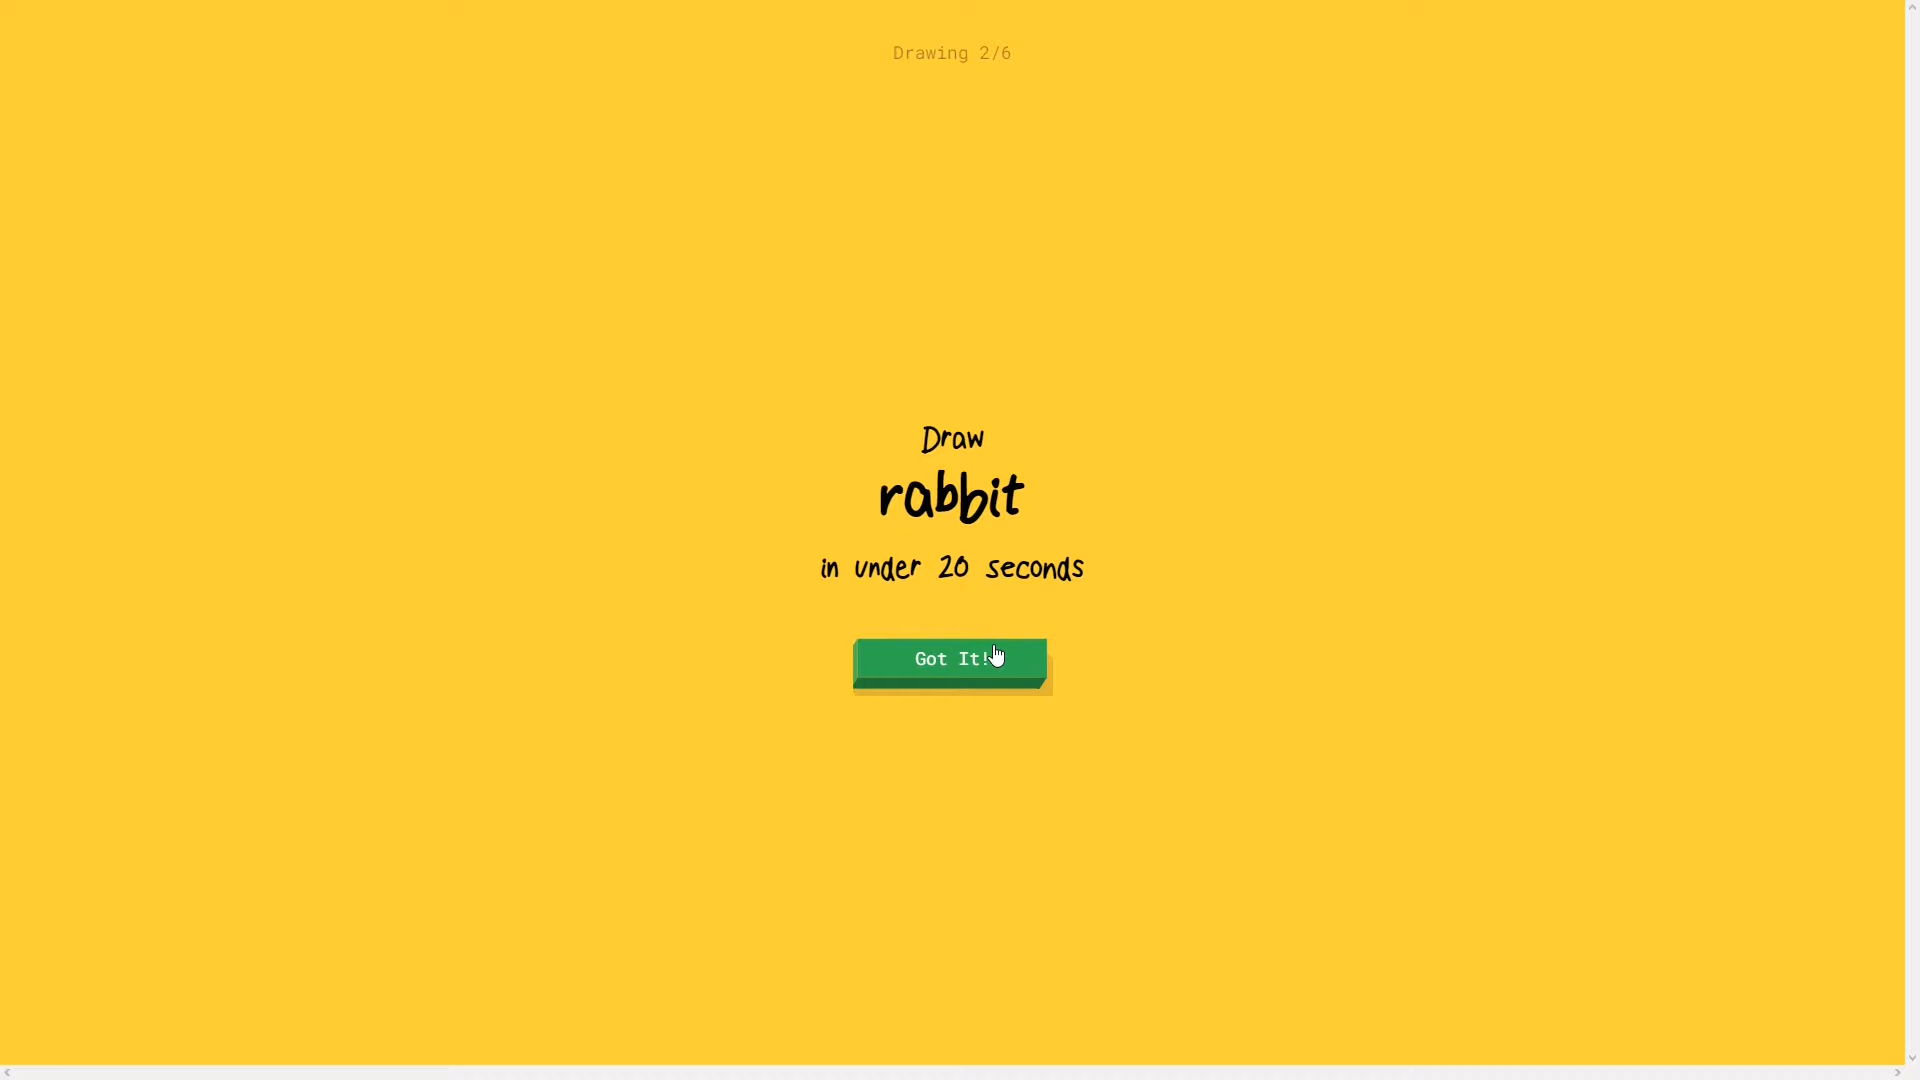 Drawing 2/6
Draw
rabbit
in under 20 seconds
Got It!